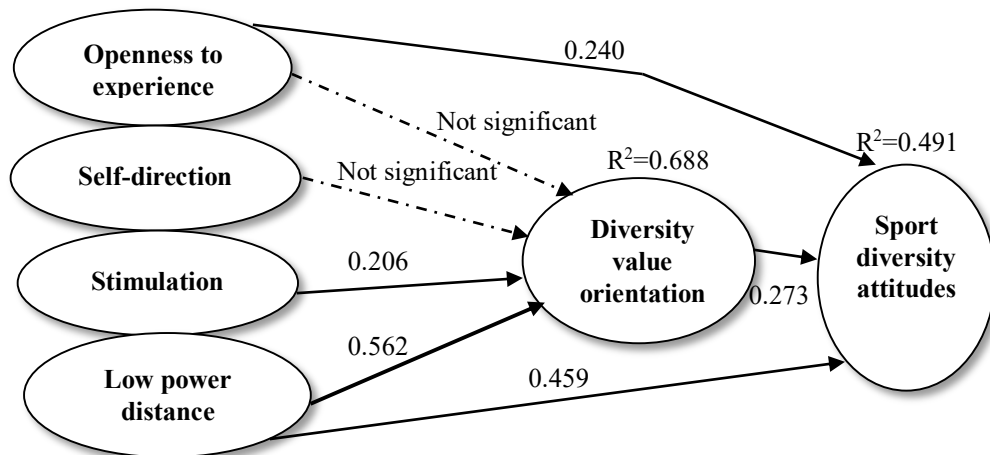 Openness to
experience
0.240
Not significant
R²=0.491
Self-direction
Not significant
R²=0.688
Diversity
value
orientation
Sport
diversity
attitudes
Stimulation
0.206
0.273
0.562
Low power
distance
0.459